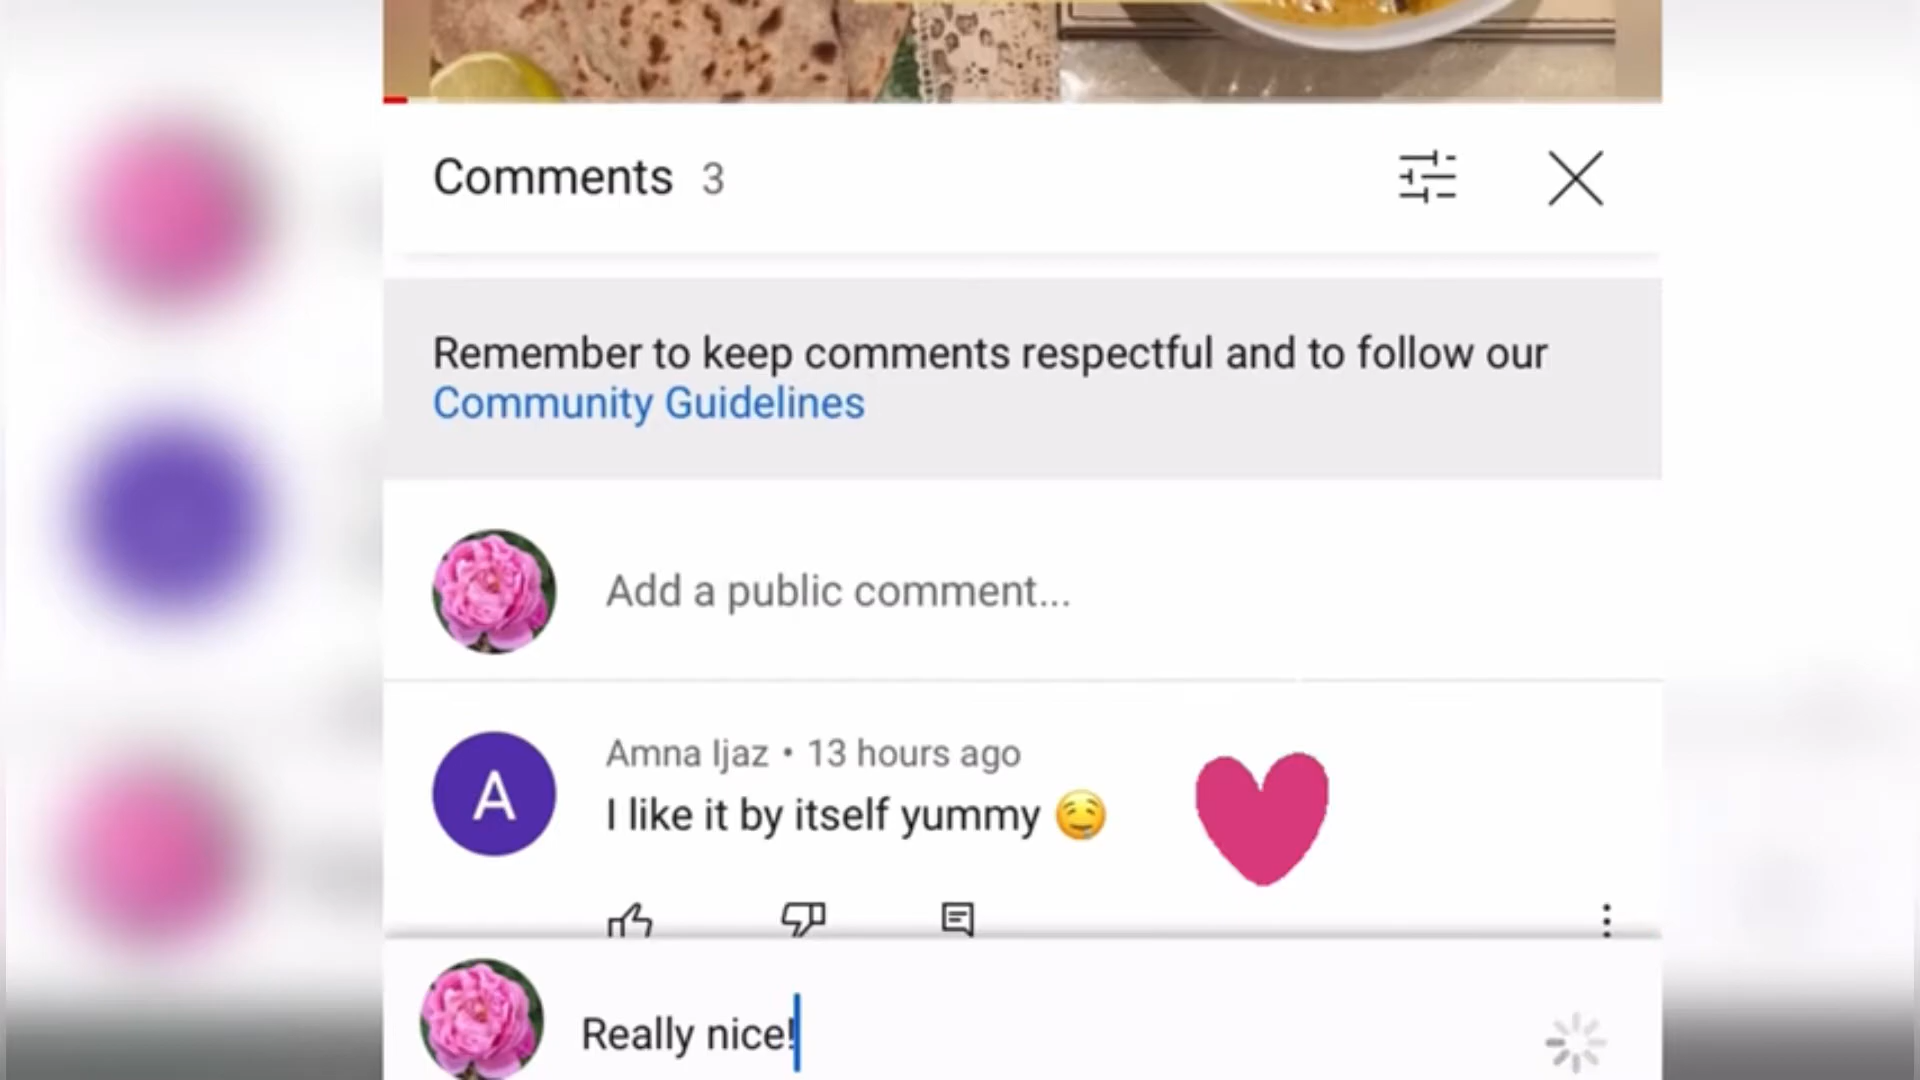 Comments 3
Remember to keep comments respectful and to follow our
Community Guidelines
Add a public comment...
A
Amna Ijaz • 13 hours ago
I like it by itself yummy 🤤
Really nice!